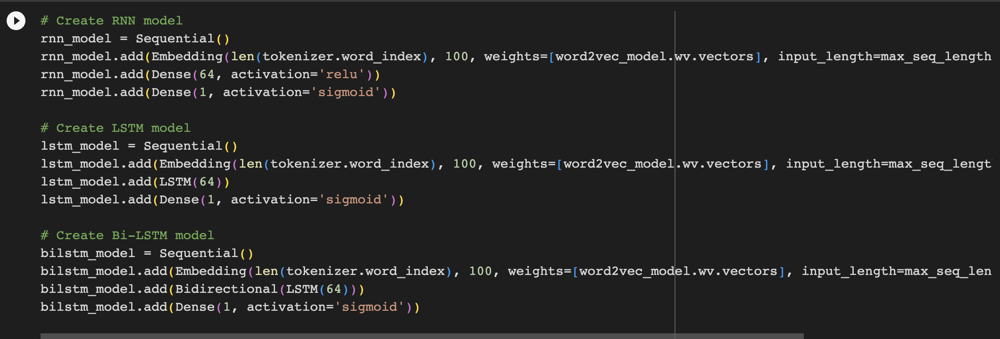 # Create RNN model
rnn_model = Sequential()
rnn_model.add(Embedding(len(tokenizer.word_index), 100, weights=[word2vec_model.wv.vectors], input_length=max_seq_length
rnn_model.add(Dense(64, activation='relu'))
rnn_model.add(Dense(1, activation='sigmoid'))
# Create LSTM model
lstm_model = Sequential()
lstm_model.add(Embedding(len(tokenizer.word_index), 100, weights=[word2vec_model.wv.vectors], input_length=max_seq_lengt
lstm_model.add(LSTM(64))
lstm_model.add(Dense(1, activation='sigmoid'))
# Create Bi-LSTM model
bilstm_model = Sequential()
bilstm_model.add(Embedding(len(tokenizer.word_index), 100, weights=[word2vec_model.wv.vectors], input_length=max_seq_len
bilstm_model.add(Bidirectional(LSTM(64)))
bilstm_model.add(Dense(1, activation='sigmoid'))